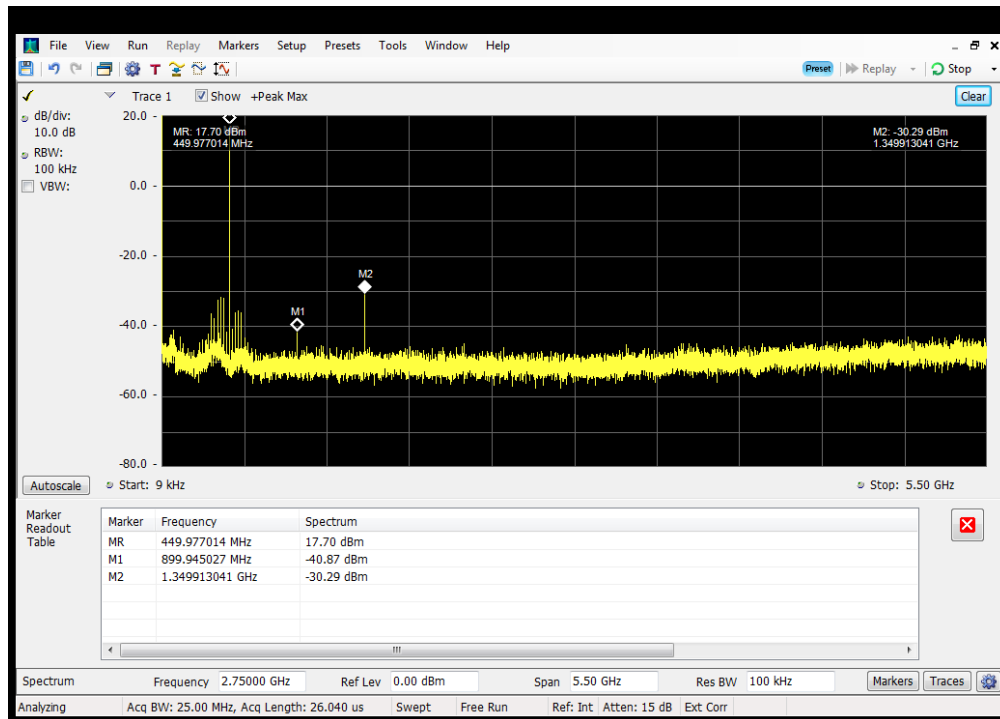 File View Run Replay Markers Setup Presets Tools Window Help
T Preset Replay Stop
Trace 1 Show +Peak Max Clear
dB/div:
10.0 dB
RBW:
100 kHz
VBW:
20.0
0.0
-20.0
-40.0
-60.0
-80.0
MR: 17.70 dBm
449.977014 MHz
M2: -30.29 dBm
1.349913041 GHz
M2
M1
Autoscale Start: 9 kHz Stop: 5.50 GHz
Marker
Readout
Table
Marker Frequency Spectrum
MR 449.977014 MHz 17.70 dBm
M1 899.945027 MHz -40.87 dBm
M2 1.349913041 GHz -30.29 dBm
Spectrum Frequency 2.75000 GHz Ref Lev 0.00 dBm Span 5.50 GHz Res BW 100 kHz Markers Traces
Analyzing Acq BW: 25.00 MHz, Acq Length: 26.040 us Swept Free Run Ref: Int Atten: 15 dB Ext Corr